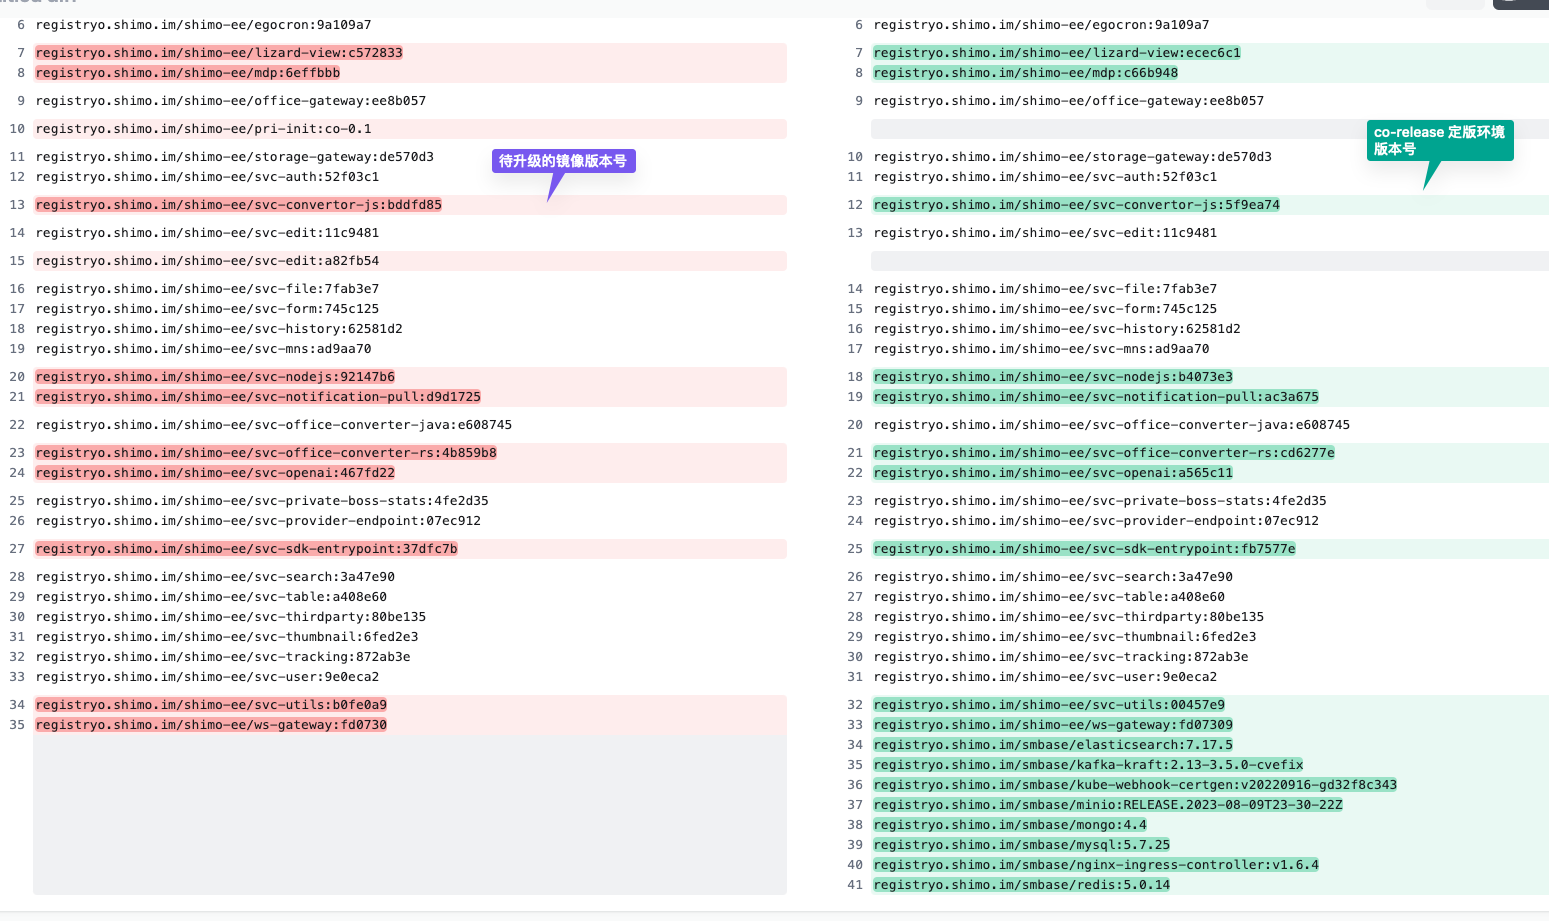 6 registryo.shimo.im/shimo-ee/egocron:9a109a7
7 registryo.shimo.im/shimo-ee/lizard-view:c572833
8 registryo.shimo.im/shimo-ee/mdp:6effbbb
9 registryo.shimo.im/shimo-ee/office-gateway:ee8b057
10 registryo.shimo.im/shimo-ee/pri-init:co-0.1
11 registryo.shimo.im/shimo-ee/storage-gateway:de570d3
12 registryo.shimo.im/shimo-ee/svc-auth:52f03c1
13 registryo.shimo.im/shimo-ee/svc-convertor-js:bddfd85
14 registryo.shimo.im/shimo-ee/svc-edit:11c9481
15 registryo.shimo.im/shimo-ee/svc-edit:a82fb54
16 registryo.shimo.im/shimo-ee/svc-file:7fab3e7
17 registryo.shimo.im/shimo-ee/svc-form:745c125
18 registryo.shimo.im/shimo-ee/svc-history:62581d2
19 registryo.shimo.im/shimo-ee/svc-mns:ad9aa70
20 registryo.shimo.im/shimo-ee/svc-nodejs:92147b6
21 registryo.shimo.im/shimo-ee/svc-notification-pull:d9d1725
22 registryo.shimo.im/shimo-ee/svc-office-converter-java:e608745
23 registryo.shimo.im/shimo-ee/svc-office-converter-rs:4b859b8
24 registryo.shimo.im/shimo-ee/svc-openai:467fd22
25 registryo.shimo.im/shimo-ee/svc-private-boss-stats:4fe2d35
26 registryo.shimo.im/shimo-ee/svc-provider-endpoint:07ec912
27 registryo.shimo.im/shimo-ee/svc-sdk-entrypoint:37dfc7b
28 registryo.shimo.im/shimo-ee/svc-search:3a47e90
29 registryo.shimo.im/shimo-ee/svc-table:a408e60
30 registryo.shimo.im/shimo-ee/svc-thirdparty:80be135
31 registryo.shimo.im/shimo-ee/svc-thumbnail:6fed2e3
32 registryo.shimo.im/shimo-ee/svc-tracking:872ab3e
33 registryo.shimo.im/shimo-ee/svc-user:9e0eca2
34 registryo.shimo.im/shimo-ee/svc-utils:b0fe0a9
35 registryo.shimo.im/shimo-ee/ws-gateway:fd0730
待升级的镜像版本号
6 registryo.shimo.im/shimo-ee/egocron:9a109a7
7 registryo.shimo.im/shimo-ee/lizard-view:ecec6c1
8 registryo.shimo.im/shimo-ee/mdp:c66b948
9 registryo.shimo.im/shimo-ee/office-gateway:ee8b057
10 registryo.shimo.im/shimo-ee/storage-gateway:de570d3
11 registryo.shimo.im/shimo-ee/svc-auth:52f03c1
12 registryo.shimo.im/shimo-ee/svc-convertor-js:5f9ea74
13 registryo.shimo.im/shimo-ee/svc-edit:11c9481
14 registryo.shimo.im/shimo-ee/svc-file:7fab3e7
15 registryo.shimo.im/shimo-ee/svc-form:745c125
16 registryo.shimo.im/shimo-ee/svc-history:62581d2
17 registryo.shimo.im/shimo-ee/svc-mns:ad9aa70
18 registryo.shimo.im/shimo-ee/svc-nodejs:b4073e3
19 registryo.shimo.im/shimo-ee/svc-notification-pull:ac3a675
20 registryo.shimo.im/shimo-ee/svc-office-converter-java:e608745
21 registryo.shimo.im/shimo-ee/svc-office-converter-rs:cd6277e
22 registryo.shimo.im/shimo-ee/svc-openai:a565c11
23 registryo.shimo.im/shimo-ee/svc-private-boss-stats:4fe2d35
24 registryo.shimo.im/shimo-ee/svc-provider-endpoint:07ec912
25 registryo.shimo.im/shimo-ee/svc-sdk-entrypoint:fb7577e
26 registryo.shimo.im/shimo-ee/svc-search:3a47e90
27 registryo.shimo.im/shimo-ee/svc-table:a408e60
28 registryo.shimo.im/shimo-ee/svc-thirdparty:80be135
29 registryo.shimo.im/shimo-ee/svc-thumbnail:6fed2e3
30 registryo.shimo.im/shimo-ee/svc-tracking:872ab3e
31 registryo.shimo.im/shimo-ee/svc-user:9e0eca2
32 registryo.shimo.im/shimo-ee/svc-utils:00457e9
33 registryo.shimo.im/shimo-ee/ws-gateway:fd07309
34 registryo.shimo.im/smbase/elasticsearch:7.17.5
35 registryo.shimo.im/smbase/kafka-kraft:2.13-3.5.0-cvefix
36 registryo.shimo.im/smbase/kube-webhook-certgen:v20220916-gd32f8c343
37 registryo.shimo.im/smbase/minio:RELEASE.2023-08-09T23-30-22Z
38 registryo.shimo.im/smbase/mongo:4.4
39 registryo.shimo.im/smbase/mysql:5.7.25
40 registryo.shimo.im/smbase/nginx-ingress-controller:v1.6.4
41 registryo.shimo.im/smbase/redis:5.0.14
co-release 定版环境
版本号